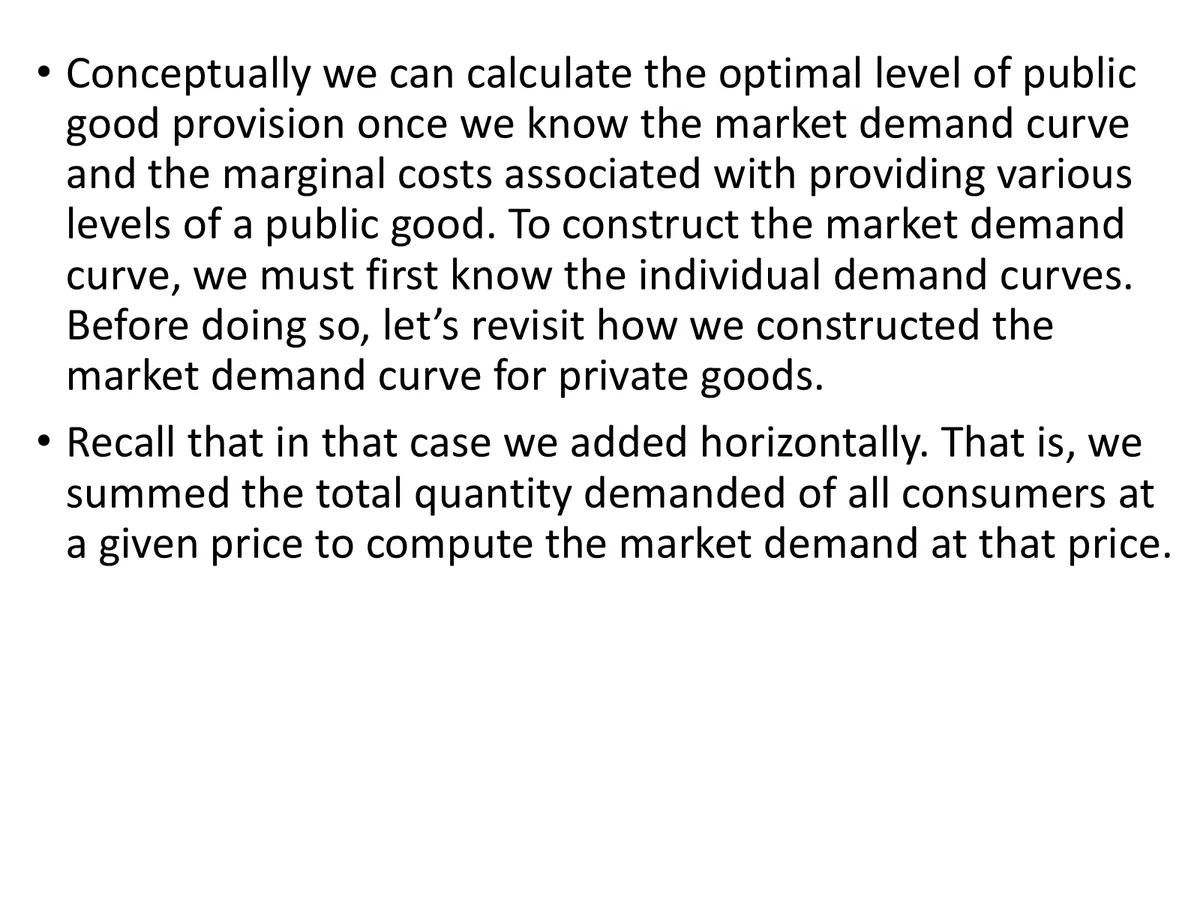 • Conceptually we can calculate the optimal level of public
good provision once we know the market demand curve
and the marginal costs associated with providing various
levels of a public good. To construct the market demand
curve, we must first know the individual demand curves.
Before doing so, let’s revisit how we constructed the
market demand curve for private goods.
• Recall that in that case we added horizontally. That is, we
summed the total quantity demanded of all consumers at
a given price to compute the market demand at that price.